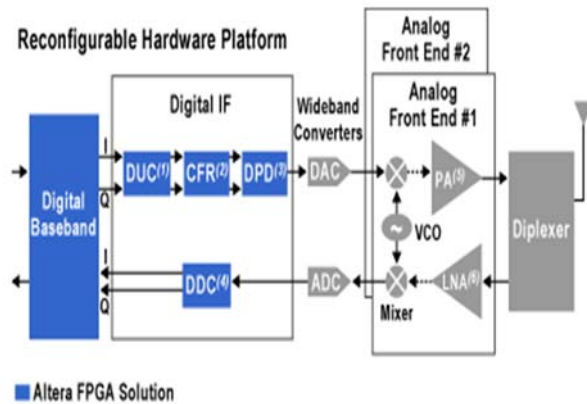 Reconfigurable Hardware Platform
Analog
Front End #2
Analog
Front End #1
Digital IF
Wideband
Converters
I
Q
DUC(1)
CFR(2)
DPD(3)
DAC
PA(5)
Digital
Baseband
VCO
Diplexer
I
Q
DDC(4)
ADC
LNA(6)
Mixer
Altera FPGA Solution